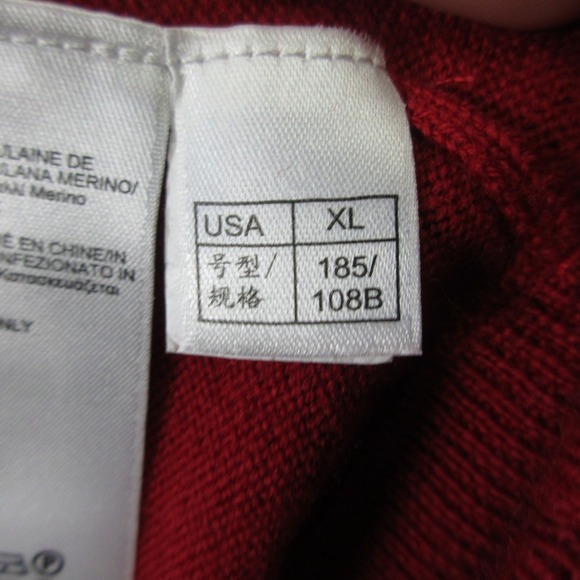 LAINE DE
LANA MERINO/
Merino
EN CHINE/IN
NFEZIONATO IN
Κατασκευάζεται
NLY
USA XL
号型/ 185/
规格 108B
P